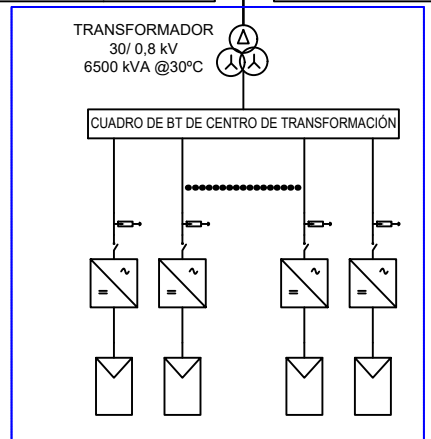 TRANSFORMADOR
30/ 0,8 kV
6500 kVA @30ºC
CUADRO DE BT DE CENTRO DE TRANSFORMACIÓN